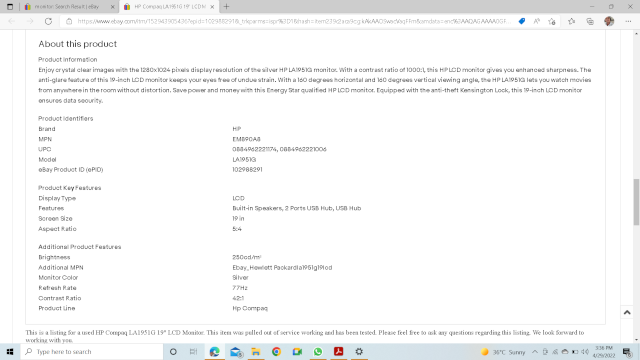 monitor: Search Result | eBay
HP Compaq LA1951G 19" LCD M
About this product
Product Information
Enjoy crystal clear images with the 1280x1024 pixels display resolution of the silver HP LA1951G monitor. With a contrast ratio of 1000:1, this HP LCD monitor gives you enhanced sharpness. The
anti-glare feature of this 19-inch LCD monitor keeps your eyes free of undue strain. With a 160 degrees horizontal and 160 degrees vertical viewing angle, the HP LA1951G lets you watch movies
from anywhere in the room without distortion. Save power and money with this Energy Star qualified HP LCD monitor. Equipped with the anti-theft Kensington Lock, this 19-inch LCD monitor
ensures data security.
Product Identifiers
Brand HP
MPN EM890A8
UPC 0884962221174, 0884962221006
Model LA1951G
eBay Product ID (ePID) 102988291
Product Key Features
Display Type LCD
Features Built-in Speakers, 2 Ports USB Hub, USB Hub
Screen Size 19 in
Aspect Ratio 5:4
Additional Product Features
Brightness 250cd/m²
Additional MPN Ebay_Hewlett Packardla1951g19lcd
Monitor Color Silver
Refresh Rate 77Hz
Contrast Ratio 42:1
Product Line Hp Compaq
This is a listing for a used HP Compaq LA1951G 19" LCD Monitor. This item was pulled out of service working and has been tested. Please feel free to ask any questions regarding this listing. We look forward to
working with you.
Type here to search
36°C Sunny
3:36 PM
4/29/2022